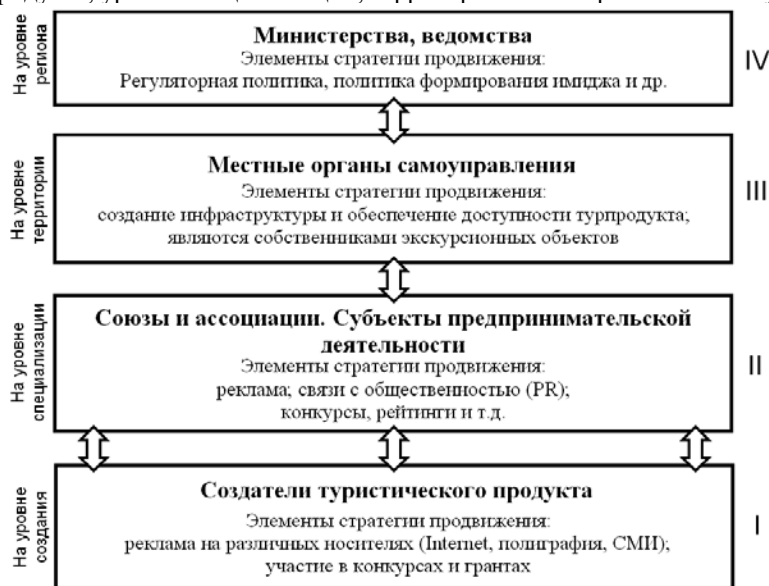 На уровне
региона
Министерства, ведомства
Элементы стратегии продвижения:
Регуляторная политика, политика формирования имиджа и др.
IV
На уровне
территории
Местные органы самоуправления
Элементы стратегии продвижения:
создание инфраструктуры и обеспечение доступности турпродукта;
являются собственниками экскурсионных объектов
III
На уровне
специализации
Союзы и ассоциации. Субъекты предпринимательской
деятельности
Элементы стратегии продвижения:
реклама; связи с общественностью (PR);
конкурсы, рейтинги и т.д.
II
На уровне
создания
Создатели туристического продукта
Элементы стратегии продвижения:
реклама на различных носителях (Internet, полиграфия, СМИ);
участие в конкурсах и грантах
I